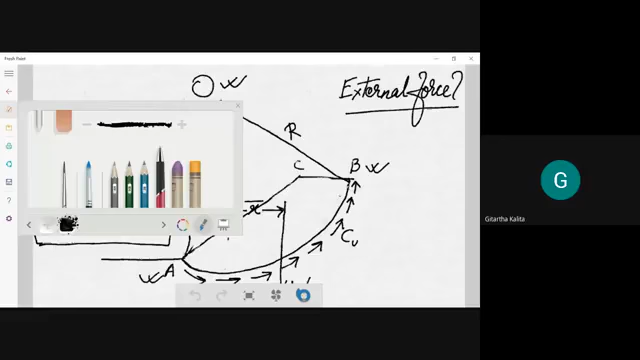 Fresh Paint
O W
External force?
R
C
B W
x
Cu
W A
G
Gitartha Kalita